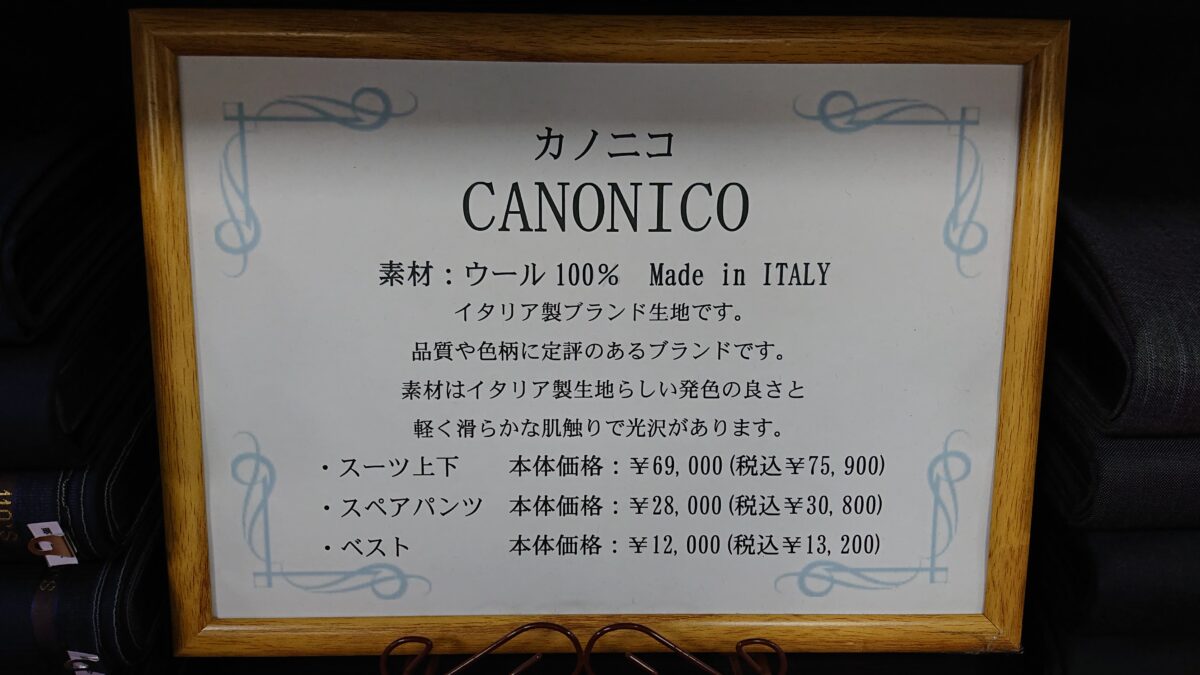 カノニコ
CANONICO
素材：ウール100％　Made in ITALY
イタリア製ブランド生地です。
品質や色柄に定評のあるブランドです。
素材はイタリア製生地らしい発色の良さと
軽く滑らかな肌触りで光沢があります。
・スーツ上下　本体価格：￥69,000(税込￥75,900)
・スペアパンツ　本体価格：￥28,000(税込￥30,800)
・ベスト　本体価格：￥12,000(税込￥13,200)
110'S